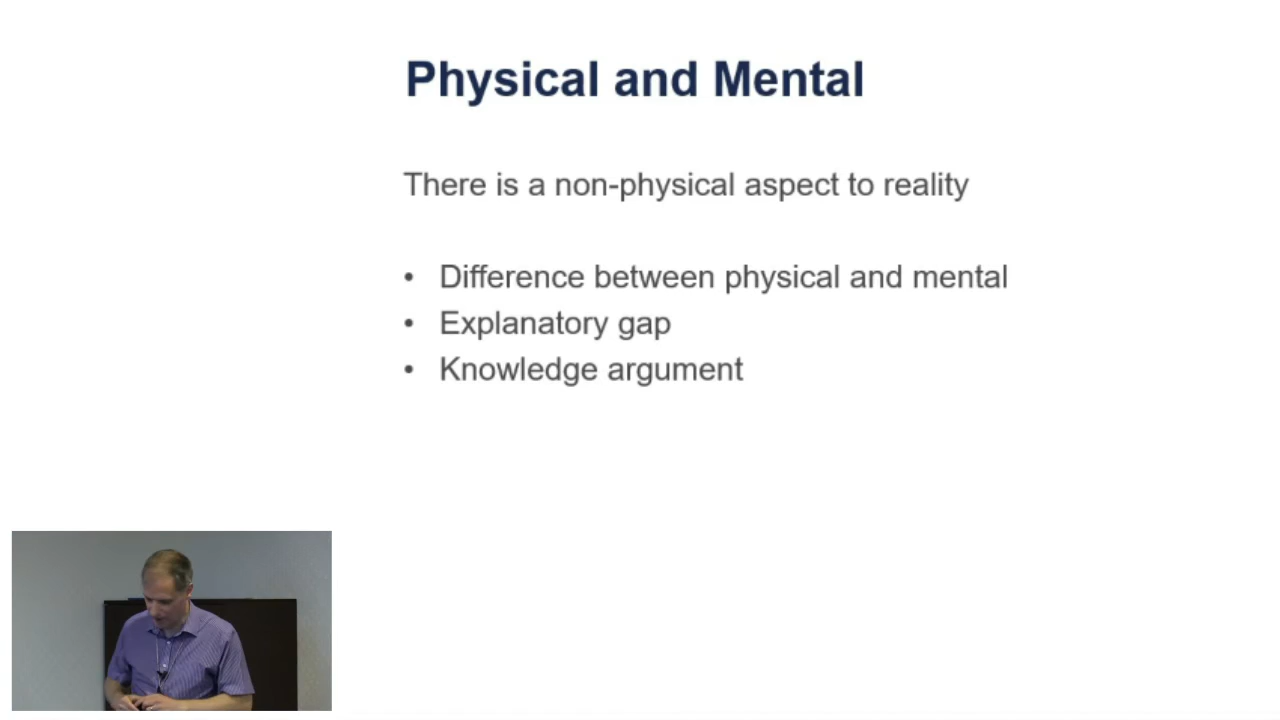 Physical and Mental
There is a non-physical aspect to reality
• Difference between physical and mental
• Explanatory gap
• Knowledge argument